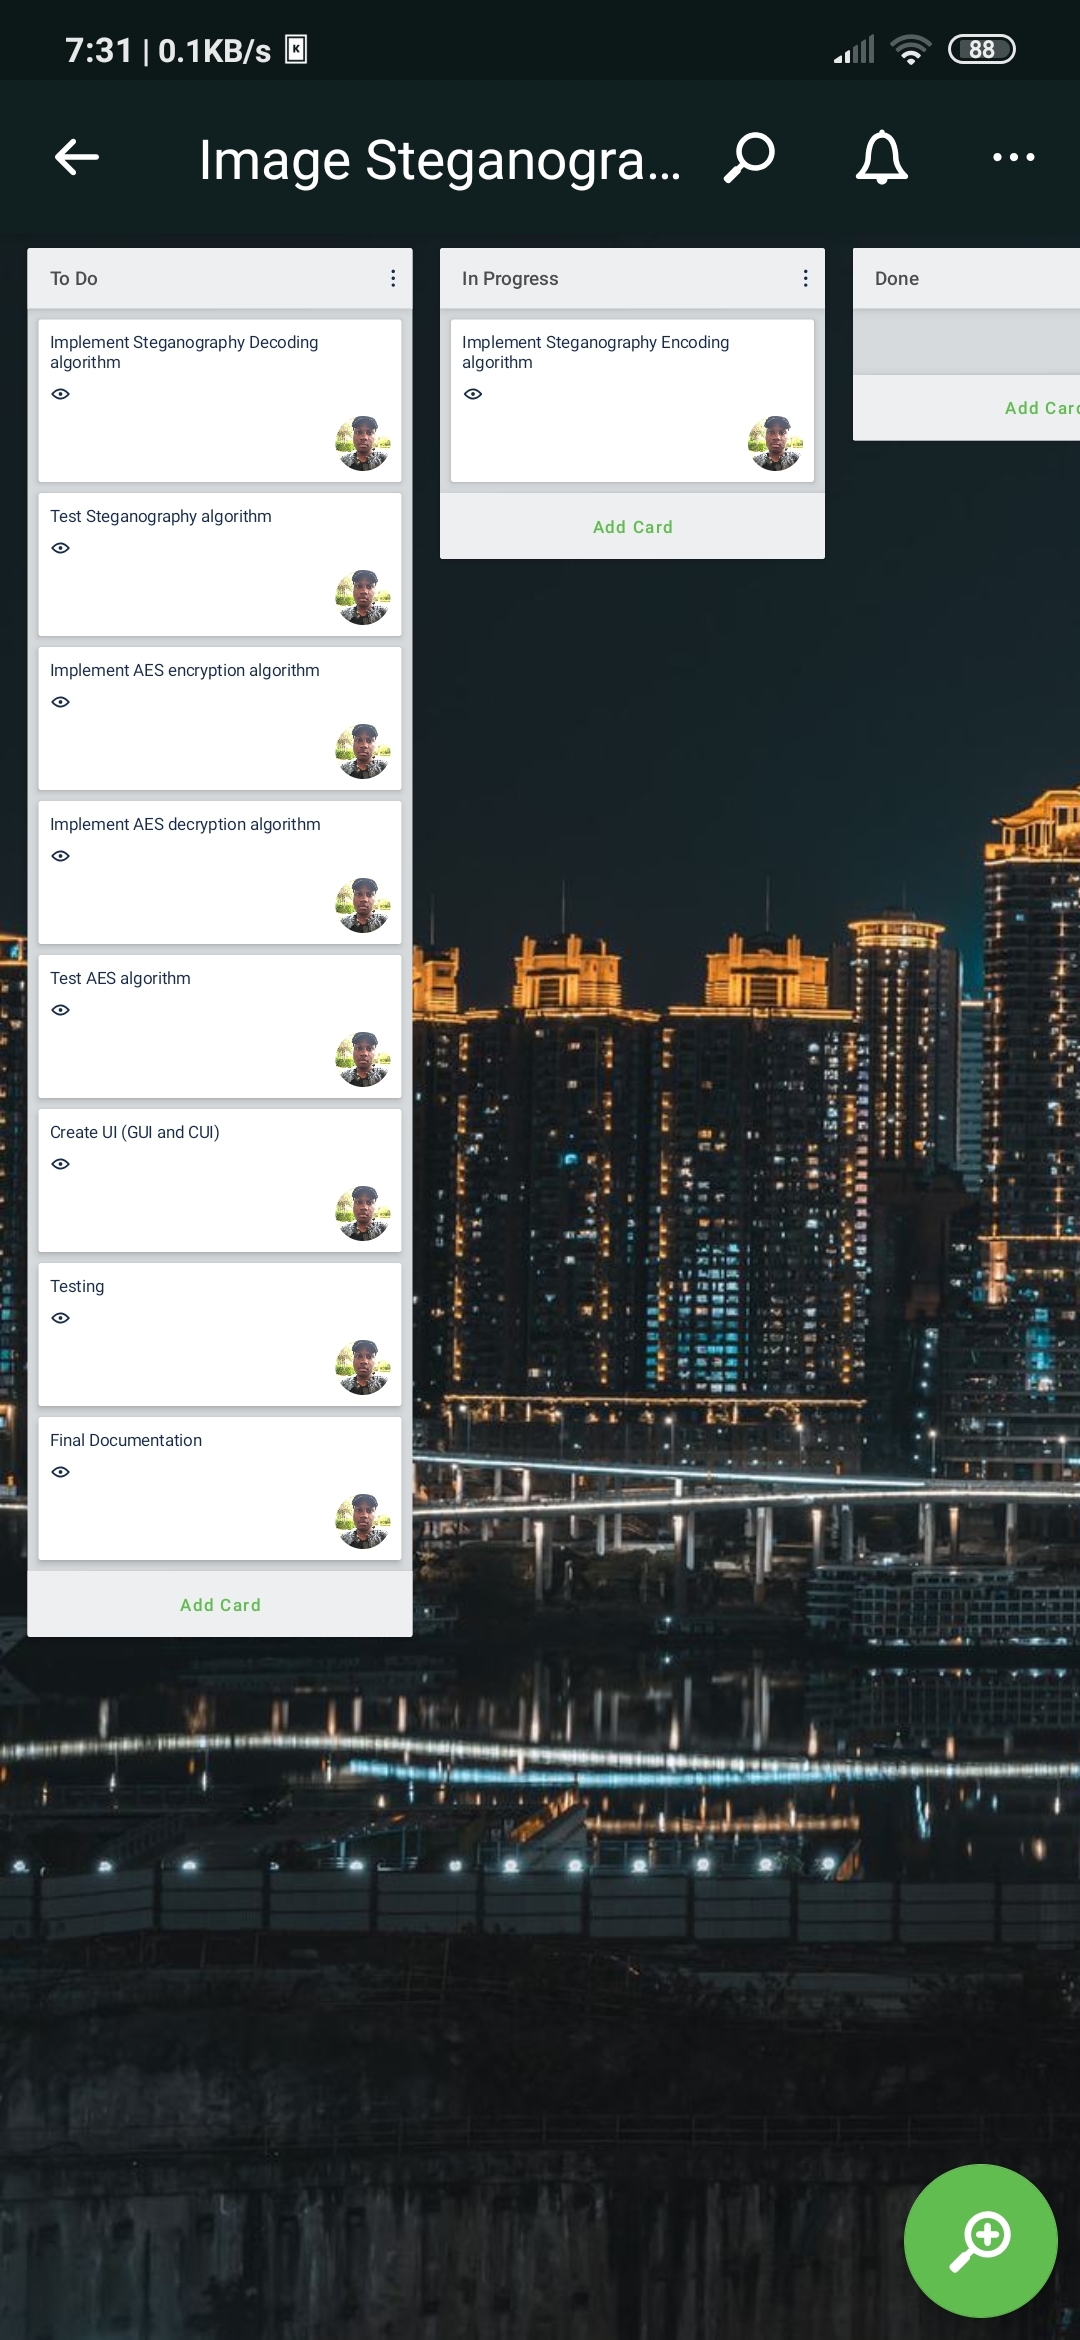 7:31 | 0.1KB/s
88
Image Steganogra...
To Do
Implement Steganography Decoding
algorithm
Test Steganography algorithm
Implement AES encryption algorithm
Implement AES decryption algorithm
Test AES algorithm
Create UI (GUI and CUI)
Testing
Final Documentation
Add Card
In Progress
Implement Steganography Encoding
algorithm
Add Card
Done
Add Card